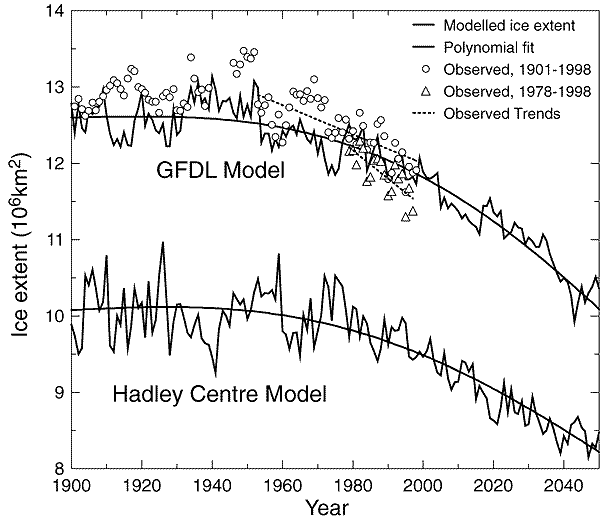 14
13
12
11
10
9
8
Ice extent (10⁶km²)
Modelled ice extent
Polynomial fit
Observed, 1901-1998
Observed, 1978-1998
Observed Trends
GFDL Model
Hadley Centre Model
1900 1920 1940 1960 1980 2000 2020 2040
Year